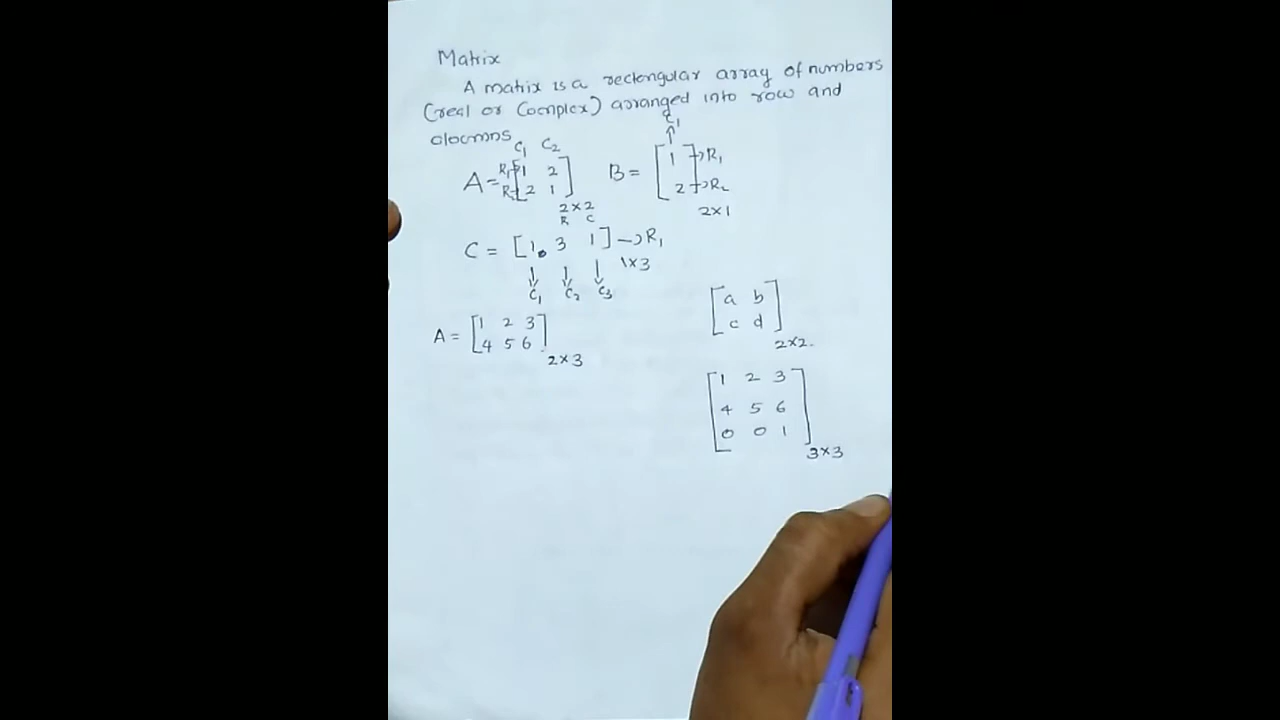 Matrix
A matrix is a rectengular array of numbers
(real or complex) arranged into row and
oloumns
C1 C2
A = R1→ [1 2] B = [1] →R1 ↑ C1
R2→ [2 1] [2] →R2
2×2 2×1
R C
C = [1 3 1] →R1
1×3
↓ ↓ ↓
C1 C2 C3
A = [1 2 3
4 5 6]
2×3
[a b
c d]
2×2.
[1 2 3
4 5 6
0 0 1]
3×3